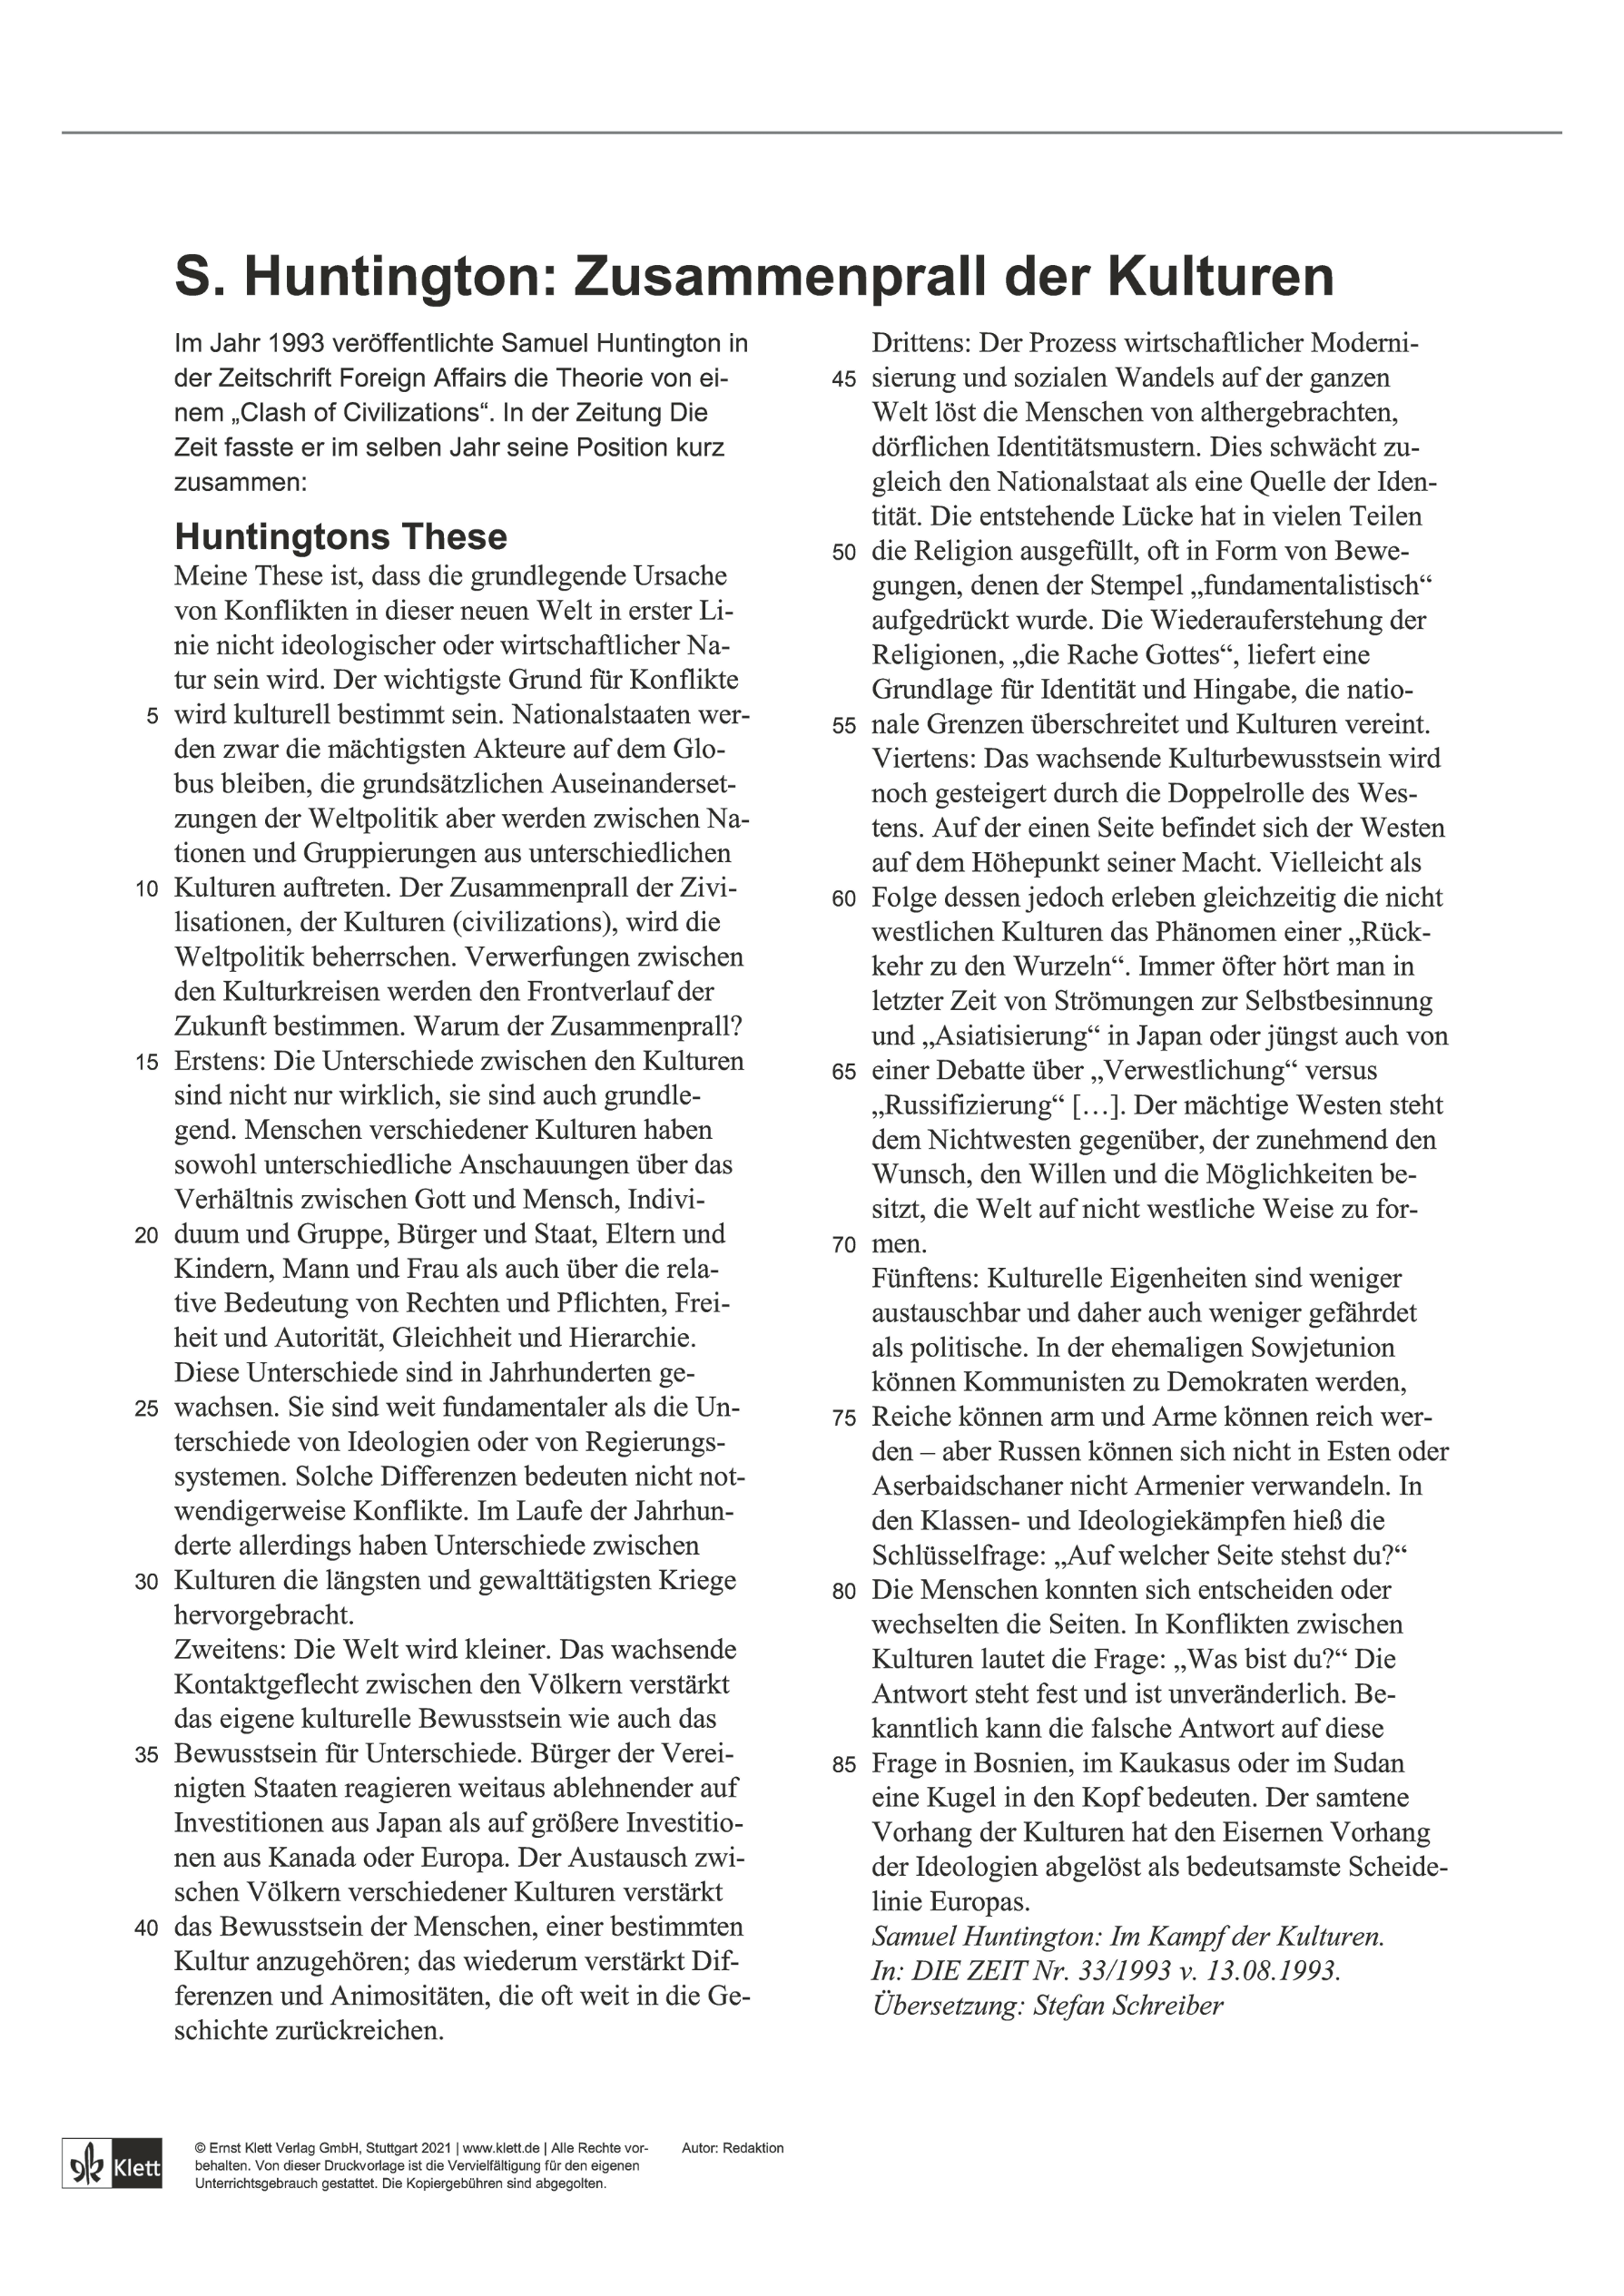 S. Huntington: Zusammenprall der Kulturen
Im Jahr 1993 veröffentlichte Samuel Huntington in
der Zeitschrift Foreign Affairs die Theorie von ei-
nem „Clash of Civilizations“. In der Zeitung Die
Zeit fasste er im selben Jahr seine Position kurz
zusammen:
Huntingtons These
Meine These ist, dass die grundlegende Ursache
von Konflikten in dieser neuen Welt in erster Li-
nie nicht ideologischer oder wirtschaftlicher Na-
tur sein wird. Der wichtigste Grund für Konflikte
5 wird kulturell bestimmt sein. Nationalstaaten wer-
den zwar die mächtigsten Akteure auf dem Glo-
bus bleiben, die grundsätzlichen Auseinanderset-
zungen der Weltpolitik aber werden zwischen Na-
tionen und Gruppierungen aus unterschiedlichen
10 Kulturen auftreten. Der Zusammenprall der Zivi-
lisationen, der Kulturen (civilizations), wird die
Weltpolitik beherrschen. Verwerfungen zwischen
den Kulturkreisen werden den Frontverlauf der
Zukunft bestimmen. Warum der Zusammenprall?
15 Erstens: Die Unterschiede zwischen den Kulturen
sind nicht nur wirklich, sie sind auch grundle-
gend. Menschen verschiedener Kulturen haben
sowohl unterschiedliche Anschauungen über das
Verhältnis zwischen Gott und Mensch, Indivi-
20 duum und Gruppe, Bürger und Staat, Eltern und
Kindern, Mann und Frau als auch über die rela-
tive Bedeutung von Rechten und Pflichten, Frei-
heit und Autorität, Gleichheit und Hierarchie.
Diese Unterschiede sind in Jahrhunderten ge-
25 wachsen. Sie sind weit fundamentaler als die Un-
terschiede von Ideologien oder von Regierungs-
systemen. Solche Differenzen bedeuten nicht not-
wendigerweise Konflikte. Im Laufe der Jahrhun-
derte allerdings haben Unterschiede zwischen
30 Kulturen die längsten und gewalttätigsten Kriege
hervorgebracht.
Zweitens: Die Welt wird kleiner. Das wachsende
Kontaktgeflecht zwischen den Völkern verstärkt
das eigene kulturelle Bewusstsein wie auch das
35 Bewusstsein für Unterschiede. Bürger der Verei-
nigten Staaten reagieren weitaus ablehnender auf
Investitionen aus Japan als auf größere Investitio-
nen aus Kanada oder Europa. Der Austausch zwi-
schen Völkern verschiedener Kulturen verstärkt
40 das Bewusstsein der Menschen, einer bestimmten
Kultur anzugehören; das wiederum verstärkt Dif-
ferenzen und Animositäten, die oft weit in die Ge-
schichte zurückreichen.
Drittens: Der Prozess wirtschaftlicher Moderni-
45 sierung und sozialen Wandels auf der ganzen
Welt löst die Menschen von althergebrachten,
dörflichen Identitätsmustern. Dies schwächt zu-
gleich den Nationalstaat als eine Quelle der Iden-
tität. Die entstehende Lücke hat in vielen Teilen
50 die Religion ausgefüllt, oft in Form von Bewe-
gungen, denen der Stempel „fundamentalistisch“
aufgedrückt wurde. Die Wiederauferstehung der
Religionen, „die Rache Gottes“, liefert eine
Grundlage für Identität und Hingabe, die natio-
55 nale Grenzen überschreitet und Kulturen vereint.
Viertens: Das wachsende Kulturbewusstsein wird
noch gesteigert durch die Doppelrolle des Wes-
tens. Auf der einen Seite befindet sich der Westen
auf dem Höhepunkt seiner Macht. Vielleicht als
60 Folge dessen jedoch erleben gleichzeitig die nicht
westlichen Kulturen das Phänomen einer „Rück-
kehr zu den Wurzeln“. Immer öfter hört man in
letzter Zeit von Strömungen zur Selbstbesinnung
und „Asiatisierung“ in Japan oder jüngst auch von
65 einer Debatte über „Verwestlichung“ versus
„Russifizierung“ […]. Der mächtige Westen steht
dem Nichtwesten gegenüber, der zunehmend den
Wunsch, den Willen und die Möglichkeiten be-
sitzt, die Welt auf nicht westliche Weise zu for-
70 men.
Fünftens: Kulturelle Eigenheiten sind weniger
austauschbar und daher auch weniger gefährdet
als politische. In der ehemaligen Sowjetunion
können Kommunisten zu Demokraten werden,
75 Reiche können arm und Arme können reich wer-
den – aber Russen können sich nicht in Esten oder
Aserbaidschaner nicht Armenier verwandeln. In
den Klassen- und Ideologiekämpfen hieß die
Schlüsselfrage: „Auf welcher Seite stehst du?“
80 Die Menschen konnten sich entscheiden oder
wechselten die Seiten. In Konflikten zwischen
Kulturen lautet die Frage: „Was bist du?“ Die
Antwort steht fest und ist unveränderlich. Be-
kanntlich kann die falsche Antwort auf diese
85 Frage in Bosnien, im Kaukasus oder im Sudan
eine Kugel in den Kopf bedeuten. Der samtene
Vorhang der Kulturen hat den Eisernen Vorhang
der Ideologien abgelöst als bedeutsamste Scheide-
linie Europas.
Samuel Huntington: Im Kampf der Kulturen.
In: DIE ZEIT Nr. 33/1993 v. 13.08.1993.
Übersetzung: Stefan Schreiber
Klett
© Ernst Klett Verlag GmbH, Stuttgart 2021 | www.klett.de | Alle Rechte vor-
behalten. Von dieser Druckvorlage ist die Vervielfältigung für den eigenen
Unterrichtsgebrauch gestattet. Die Kopiergebühren sind abgegolten.
Autor: Redaktion